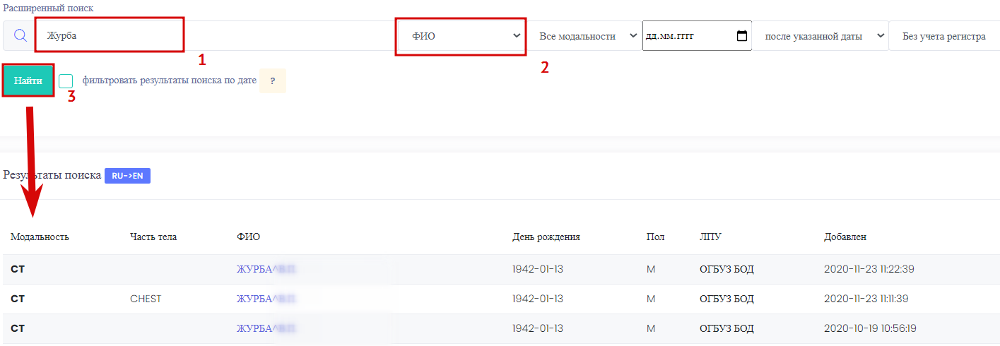 Расширенный поиск
Журба ФИО Все модальности дд.мм.гггг после указанной даты Без учета регистра
1
2
Найти фильтровать результаты поиска по дате ?
3
Результаты поиска RU->EN
Модальность Часть тела ФИО День рождения Пол ЛПУ Добавлен
CT ЖУРБА^ 1942-01-13 M ОГБУЗ БОД 2020-11-23 11:22:39
CT CHEST ЖУРБА^ 1942-01-13 M ОГБУЗ БОД 2020-11-23 11:11:39
CT ЖУРБА^ 1942-01-13 M ОГБУЗ БОД 2020-10-19 10:56:19